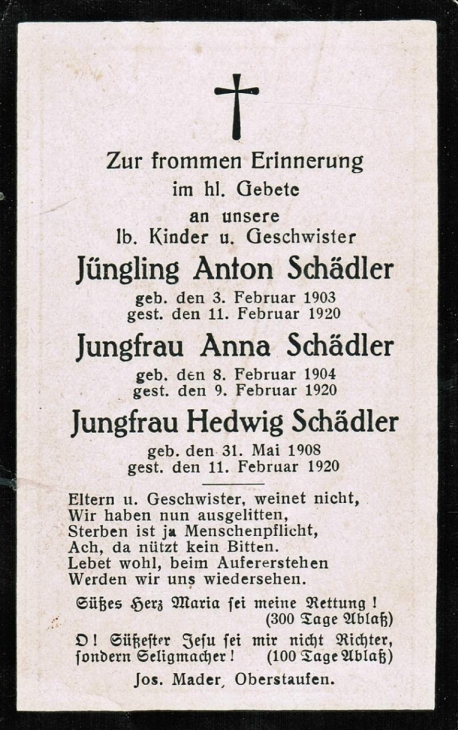 Zur frommen Erinnerung
im hl. Gebete
an unsere
lb. Kinder u. Geschwister
Jüngling Anton Schädler
geb. den 3. Februar 1903
gest. den 11. Februar 1920
Jungfrau Anna Schädler
geb. den 8. Februar 1904
gest. den 9. Februar 1920
Jungfrau Hedwig Schädler
geb. den 31. Mai 1908
gest. den 11. Februar 1920
Eltern u. Geschwister, weinet nicht,
Wir haben nun ausgelitten,
Sterben ist ja Menschenpflicht,
Ach, da nützt kein Bitten.
Lebet wohl, beim Aufererstehen
Werden wir uns wiedersehen.
Süßes Herz Maria sei meine Rettung!
(300 Tage Ablaß)
O! Süßester Jesu sei mir nicht Richter,
sondern Seligmacher! (100 Tage Ablaß)
Jos. Mader, Oberstaufen.